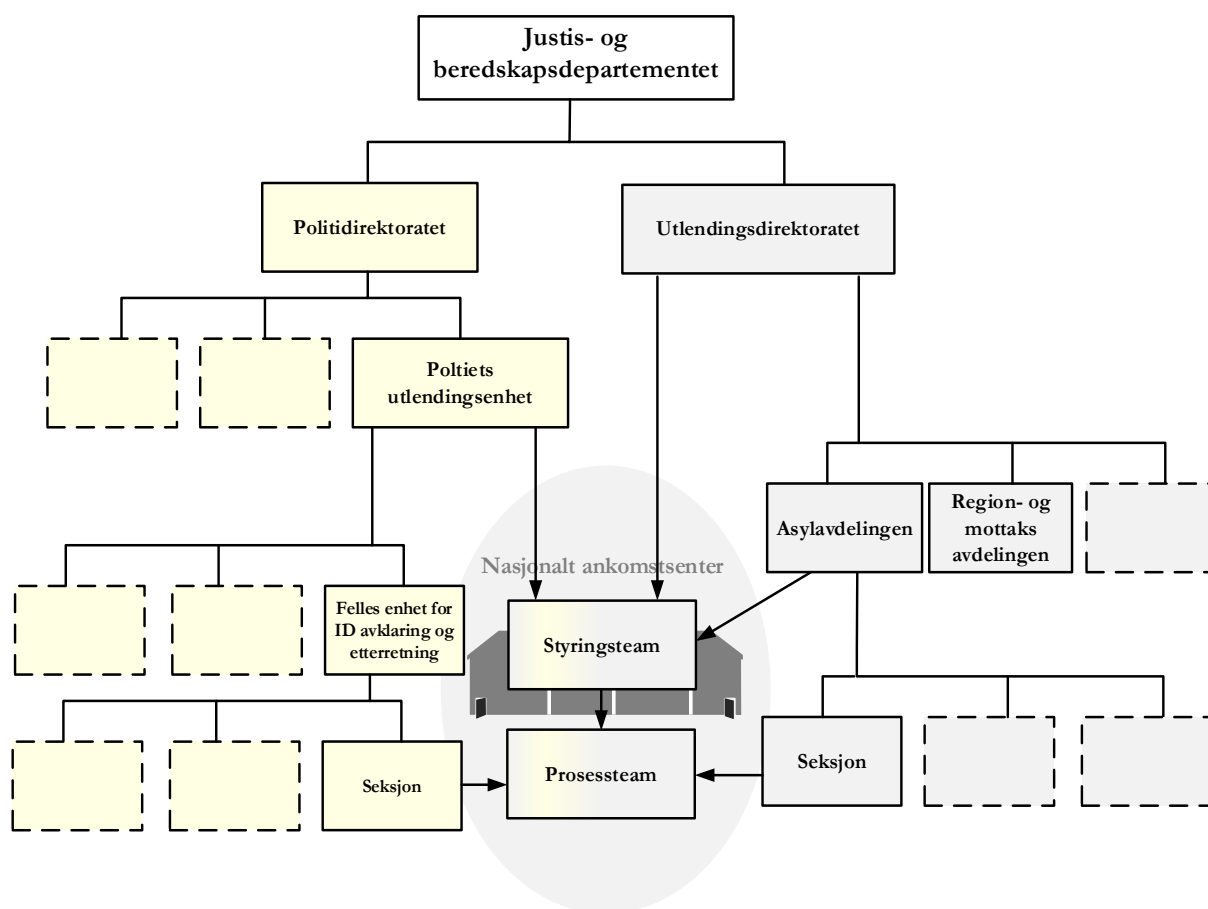 Justis- og
beredskapsdepartementet
Politidirektoratet
Utlendingsdirektoratet
Poltiets
utlendingsenhet
Asylavdelingen
Region- og
mottaks
avdelingen
Nasjonalt ankomstsenter
Felles enhet for
ID avklaring og
etterretning
Styringsteam
Seksjon
Prosessteam
Seksjon